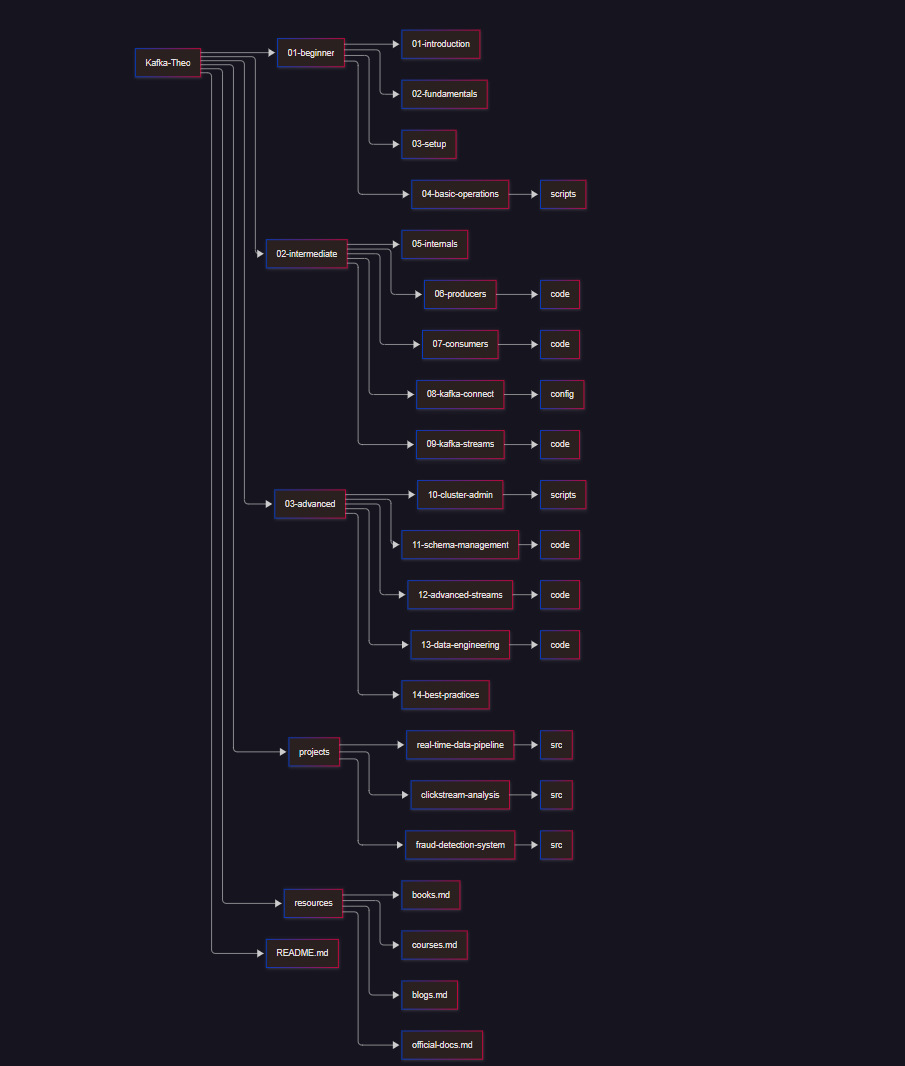 Kafka-Theo
01-beginner
01-introduction
02-fundamentals
03-setup
04-basic-operations
scripts
02-intermediate
05-internals
06-producers
code
07-consumers
code
08-kafka-connect
config
09-kafka-streams
code
03-advanced
10-cluster-admin
scripts
11-schema-management
code
12-advanced-streams
code
13-data-engineering
code
14-best-practices
projects
real-time-data-pipeline
src
clickstream-analysis
src
fraud-detection-system
src
resources
books.md
courses.md
blogs.md
official-docs.md
README.md